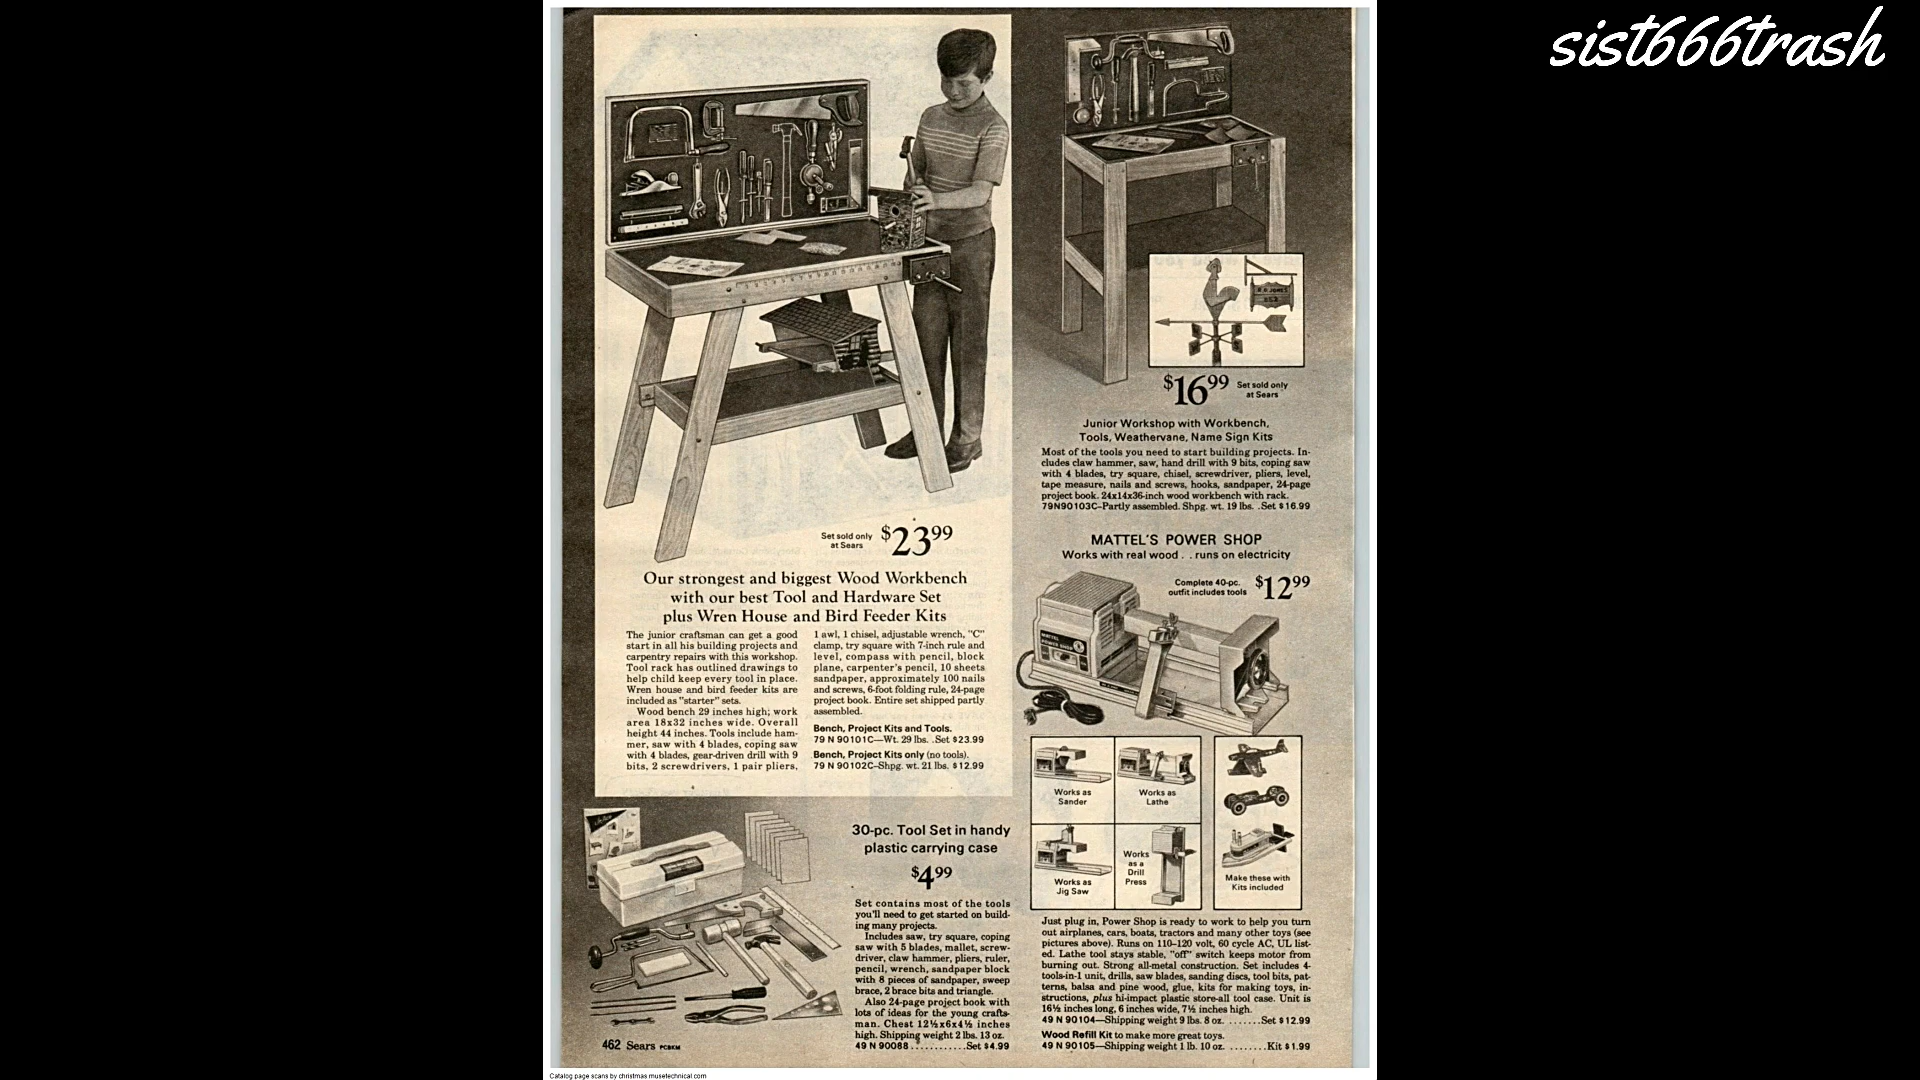 sist666trash
Set sold only
at Sears
$23.99
Our strongest and biggest Wood Workbench
with our best Tool and Hardware Set
plus Wren House and Bird Feeder Kits
The junior craftsman can get a good
start in all his building projects and
carpentry repairs with this workshop.
Tool rack has outlined drawings to
help child keep every tool in place.
Wren house and bird feeder kits are
included as "starter" sets.
Wood bench 29 inches high; work
area 18x32 inches wide. Overall
height 44 inches. Tools include ham-
mer, saw with 4 blades, coping saw
with 4 blades, gear-driven drill with 9
bits, 2 screwdrivers, 1 pair pliers,
1 awl, 1 chisel, adjustable wrench, "C"
clamp, try square with 7-inch rule and
level, compass with pencil, block
plane, carpenter's pencil, 10 sheets
sandpaper, approximately 100 nails
and screws, 6-foot folding rule, 24-page
project book. Entire set shipped partly
assembled.
Bench, Project Kits and Tools.
79 N 90101C—Wt. 29 lbs. .Set $23.99
Bench, Project Kits only (no tools).
79 N 90102C—Shpg. wt. 21 lbs. $12.99
$16.99
Set sold only
at Sears
Junior Workshop with Workbench,
Tools, Weathervane, Name Sign Kits
Most of the tools you need to start building projects. In-
cludes claw hammer, saw, hand drill with 9 bits, coping saw
with 4 blades, try square, chisel, screwdriver, pliers, level,
tape measure, nails and screws, hooks, sandpaper, 24-page
project book. 24x14x36-inch wood workbench with rack.
79N90103C—Partly assembled. Shpg. wt. 19 lbs. .Set $16.99
MATTEL'S POWER SHOP
Works with real wood . . runs on electricity
Complete 40-pc.
outfit includes tools
$12.99
MATTEL
POWER SHOP
Works as
Sander
Works as
Lathe
Works as
Jig Saw
Works
as a
Drill
Press
Make these with
Kits included
Just plug in, Power Shop is ready to work to help you turn
out airplanes, cars, boats, tractors and many other toys (see
pictures above). Runs on 110–120 volt, 60 cycle AC, UL list-
ed. Lathe tool stays stable, "off" switch keeps motor from
burning out. Strong all-metal construction. Set includes 4-
tools-in-1 unit, drills, saw blades, sanding discs, tool bits, pat-
terns, balsa and pine wood, glue, kits for making toys, in-
structions, plus hi-impact plastic store-all tool case. Unit is
16½ inches long, 6 inches wide, 7½ inches high.
49 N 90104—Shipping weight 9 lbs. 8 oz. .......Set $12.99
Wood Refill Kit to make more great toys.
49 N 90105—Shipping weight 1 lb. 10 oz. ........Kit $1.99
30-pc. Tool Set in handy
plastic carrying case
$4.99
Set contains most of the tools
you'll need to get started on build-
ing many projects.
Includes saw, try square, coping
saw with 5 blades, mallet, screw-
driver, claw hammer, pliers, ruler,
pencil, wrench, sandpaper block
with 8 pieces of sandpaper, sweep
brace, 2 brace bits and triangle.
Also 24-page project book with
lots of ideas for the young crafts-
man. Chest 12½x6x4½ inches
high. Shipping weight 2 lbs. 13 oz.
49 N 90088............Set $4.99
462 Sears PCBKM
Catalog page scans by christmas.musetechnical.com